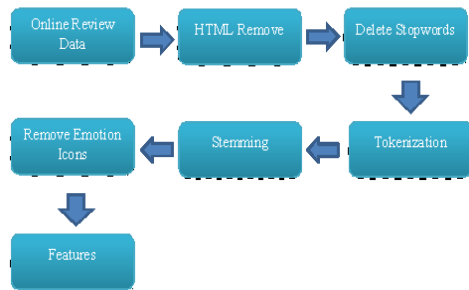 Online Review
Data
HTML Remove
Delete Stopwords
Tokenization
Stemming
Remove Emotion
Icons
Features